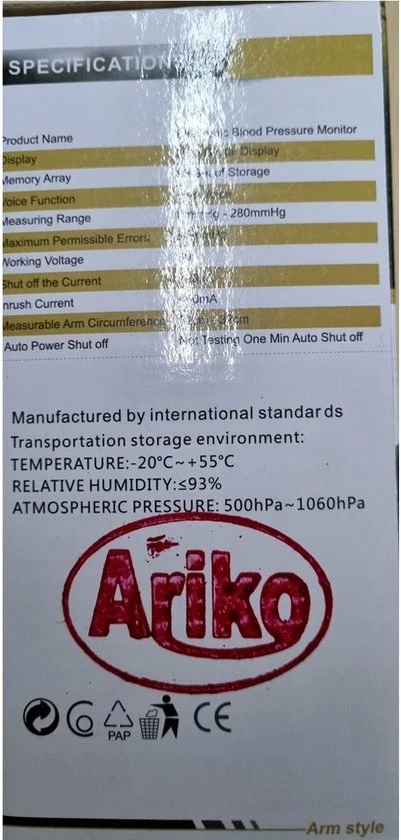 SPECIFICATION
Product Name Blood Pressure Monitor
Display Display
Memory Array of Storage
Voice Function
Measuring Range - 280mmHg
Maximum Permissible Errors
Working Voltage
Shut off the Current
Inrush Current
Measurable Arm Circumference 32cm
Auto Power Shut off Not Testing One Min Auto Shut off
Manufactured by international standards
Transportation storage environment:
TEMPERATURE:-20℃~+55℃
RELATIVE HUMIDITY:≤93%
ATMOSPHERIC PRESSURE: 500hPa~1060hPa
Ariko
PAP
CE
Arm style